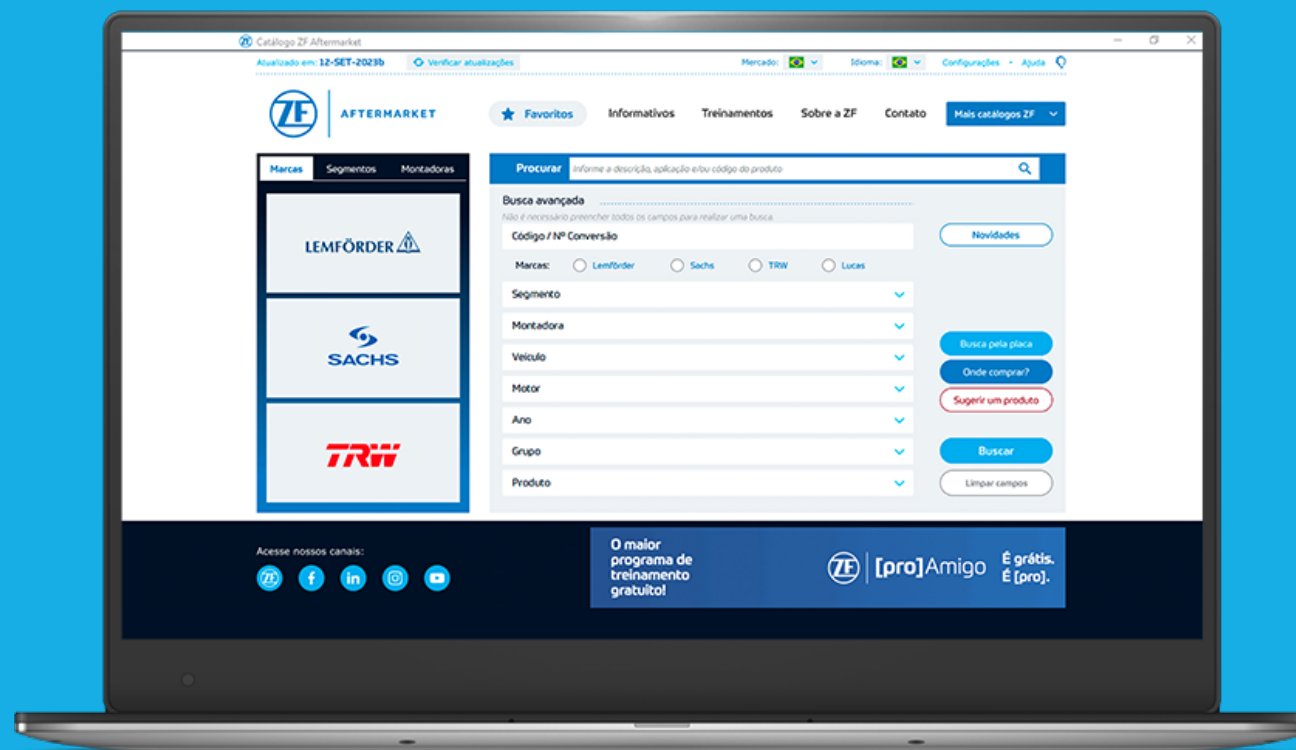 ZF Catálogo ZF Aftermarket
Atualizado em: 12-SET-2023b Verificar atualizações Mercado: Idioma: Configurações - Ajuda
ZF AFTERMARKET
Favoritos Informativos Treinamentos Sobre a ZF Contato Mais catálogos ZF
Marcas Segmentos Montadoras
LEMFÖRDER
SACHS
TRW
Procurar Informe a descrição, aplicação e/ou código do produto
Busca avançada
Não é necessário preencher todos os campos para realizar uma busca.
Código / Nº Conversão
Marcas: Lemförder Sachs TRW Lucas
Segmento
Montadora
Veículo
Motor
Ano
Grupo
Produto
Novidades
Busca pela placa
Onde comprar?
Sugerir um produto
Buscar
Limpar campos
Acesse nossos canais:
ZF f in
O maior
programa de
treinamento
gratuito!
ZF [pro]Amigo
É grátis.
É [pro].